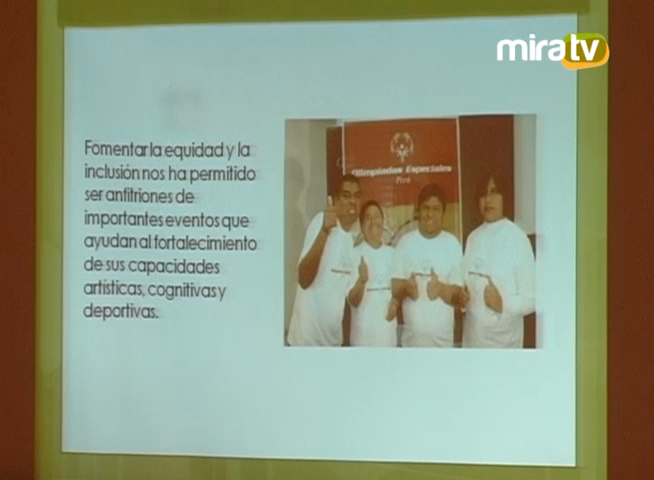 miratv
Fomentar la equidad y la
inclusión nos ha permitido
ser anfitriones de
importantes eventos que
ayudan al fortalecimiento
de sus capacidades
artísticas, cognitivas y
deportivas.
Olimpiadas Especiales
Perú